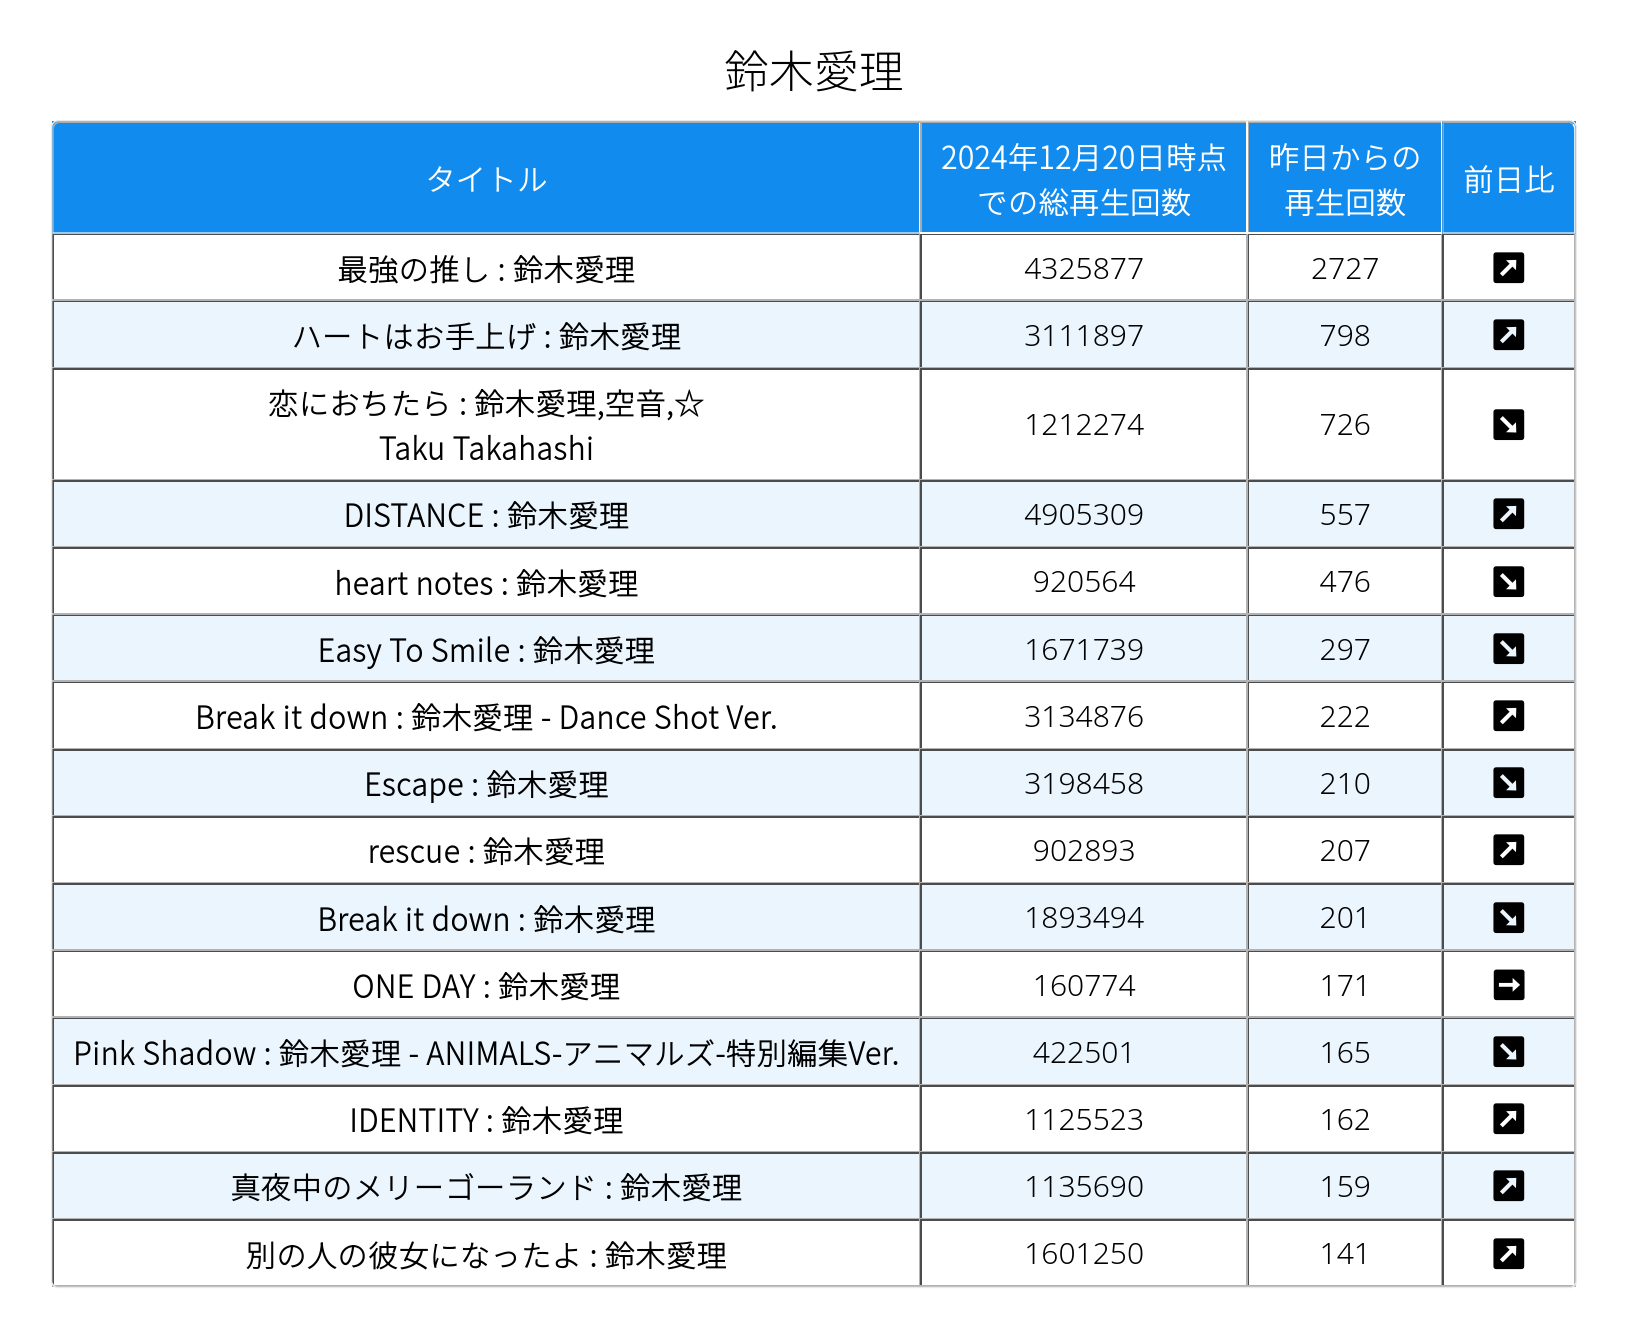 鈴木愛理
タイトル
2024年12月20日時点
での総再生回数
昨日からの
再生回数
前日比
最強の推し : 鈴木愛理 4325877 2727 ↗
ハートはお手上げ : 鈴木愛理 3111897 798 ↗
恋におちたら : 鈴木愛理,空音,☆
Taku Takahashi 1212274 726 ↘
DISTANCE : 鈴木愛理 4905309 557 ↗
heart notes : 鈴木愛理 920564 476 ↘
Easy To Smile : 鈴木愛理 1671739 297 ↘
Break it down : 鈴木愛理 - Dance Shot Ver. 3134876 222 ↗
Escape : 鈴木愛理 3198458 210 ↘
rescue : 鈴木愛理 902893 207 ↗
Break it down : 鈴木愛理 1893494 201 ↘
ONE DAY : 鈴木愛理 160774 171 →
Pink Shadow : 鈴木愛理 - ANIMALS-アニマルズ-特別編集Ver. 422501 165 ↘
IDENTITY : 鈴木愛理 1125523 162 ↗
真夜中のメリーゴーランド : 鈴木愛理 1135690 159 ↗
別の人の彼女になったよ : 鈴木愛理 1601250 141 ↗